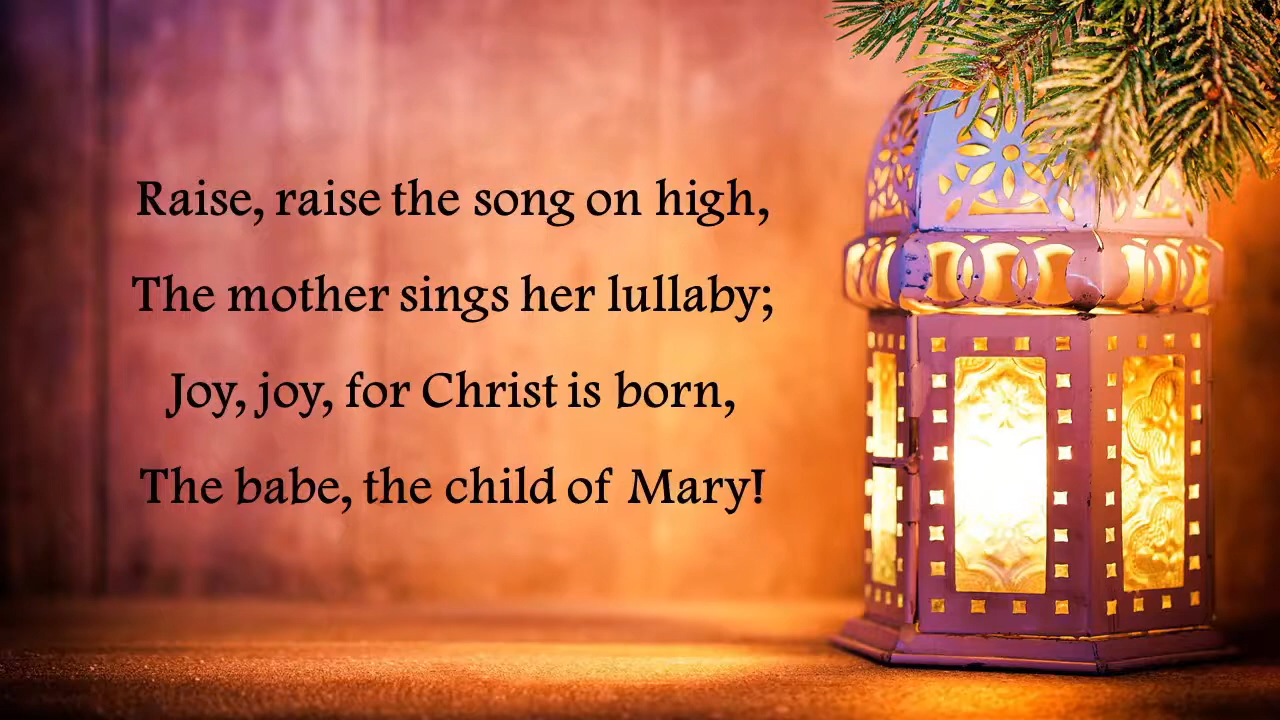 Raise, raise the song on high,
The mother sings her lullaby;
Joy, joy, for Christ is born,
The babe, the child of Mary!